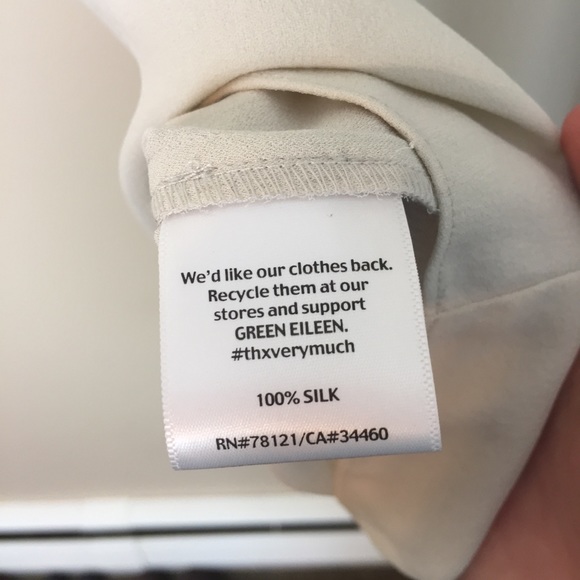 We'd like our clothes back.
Recycle them at our
stores and support
GREEN EILEEN.
#thxverymuch
100% SILK
RN#78121/CA#34460